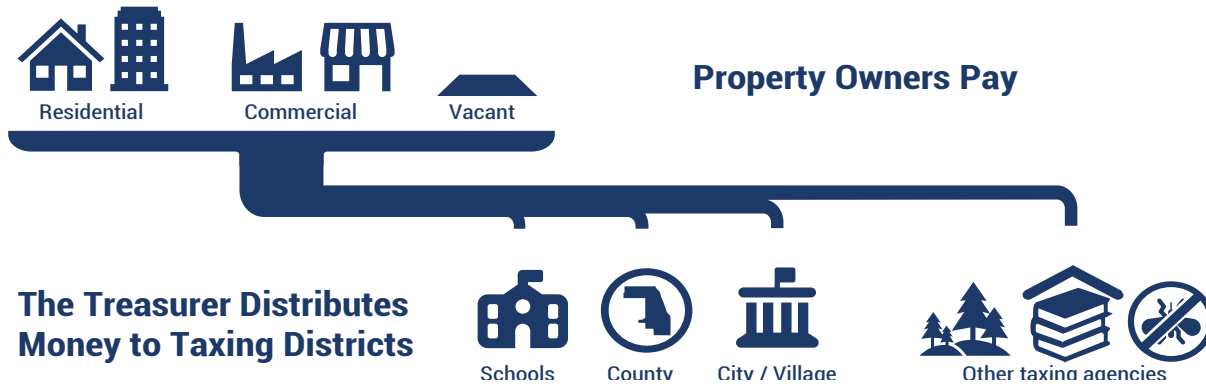 Residential
Commercial
Vacant
Property Owners Pay
The Treasurer Distributes
Money to Taxing Districts
Schools
County
City / Village
Other taxing agencies